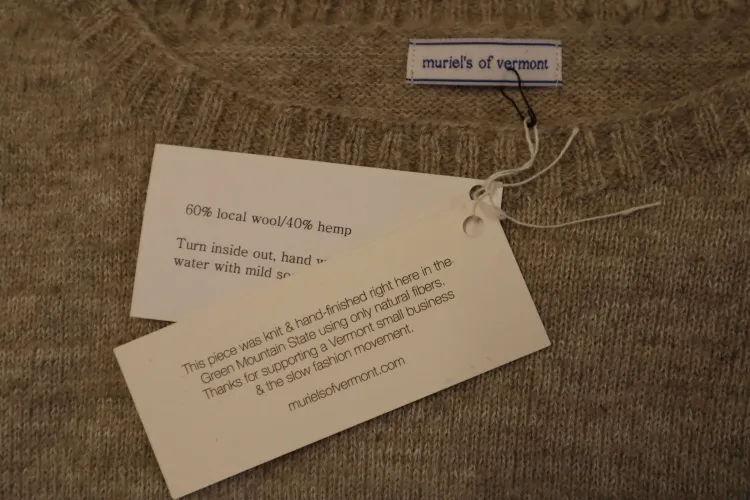 muriel's of vermont
60% local wool/40% hemp
Turn inside out, hand
water with mild
This piece was knit & hand-finished right here in the
Green Mountain State using only natural fibers.
Thanks for supporting a Vermont small business
& the slow fashion movement.
murielsofvermont.com